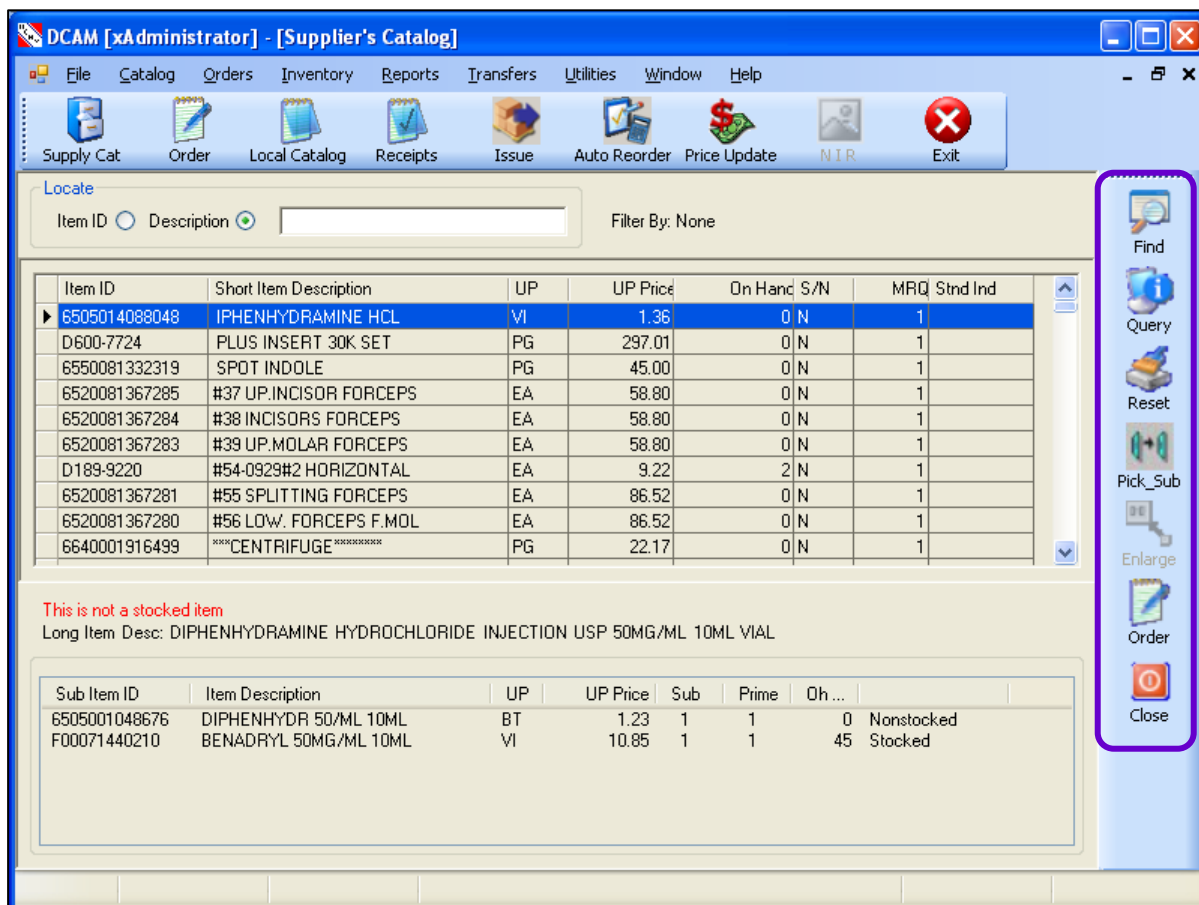 DCAM [xAdministrator] - [Supplier's Catalog]
File Catalog Orders Inventory Reports Transfers Utilities Window Help
Supply Cat Order Local Catalog Receipts Issue Auto Reorder Price Update NIR Exit
Locate
Item ID Description Filter By: None
Item ID Short Item Description UP UP Price On Hand S/N MRQ Stnd Ind
6505014088048 IPHENHYDRAMINE HCL VI 1.36 0 N 1
D600-7724 PLUS INSERT 30K SET PG 297.01 0 N 1
6550081332319 SPOT INDOLE PG 45.00 0 N 1
6520081367285 #37 UP.INCISOR FORCEPS EA 58.80 0 N 1
6520081367284 #38 INCISORS FORCEPS EA 58.80 0 N 1
6520081367283 #39 UP.MOLAR FORCEPS EA 58.80 0 N 1
D189-9220 #54-0929#2 HORIZONTAL EA 9.22 2 N 1
6520081367281 #55 SPLITTING FORCEPS EA 86.52 0 N 1
6520081367280 #56 LOW. FORCEPS F.MOL EA 86.52 0 N 1
6640001916499 ***CENTRIFUGE******** PG 22.17 0 N 1
This is not a stocked item
Long Item Desc: DIPHENHYDRAMINE HYDROCHLORIDE INJECTION USP 50MG/ML 10ML VIAL
Sub Item ID Item Description UP UP Price Sub Prime Oh ...
6505001048676 DIPHENHYDR 50/ML 10ML BT 1.23 1 1 0 Nonstocked
F00071440210 BENADRYL 50MG/ML 10ML VI 10.85 1 1 45 Stocked
Find
Query
Reset
Pick_Sub
Enlarge
Order
Close